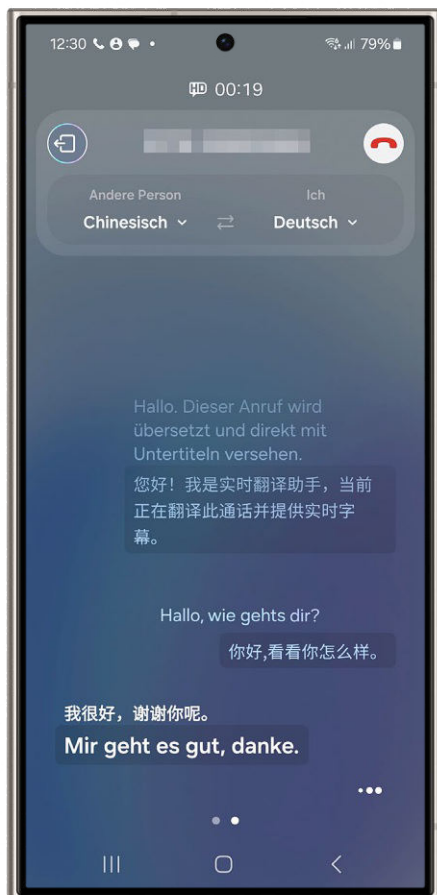 12:30
79%
HD 00:19
Andere Person
Ich
Chinesisch
Deutsch
Hallo. Dieser Anruf wird
übersetzt und direkt mit
Untertiteln versehen.
您好！我是实时翻译助手，当前
正在翻译此通话并提供实时字
幕。
Hallo, wie gehts dir?
你好,看看你怎么样。
我很好，谢谢你呢。
Mir geht es gut, danke.